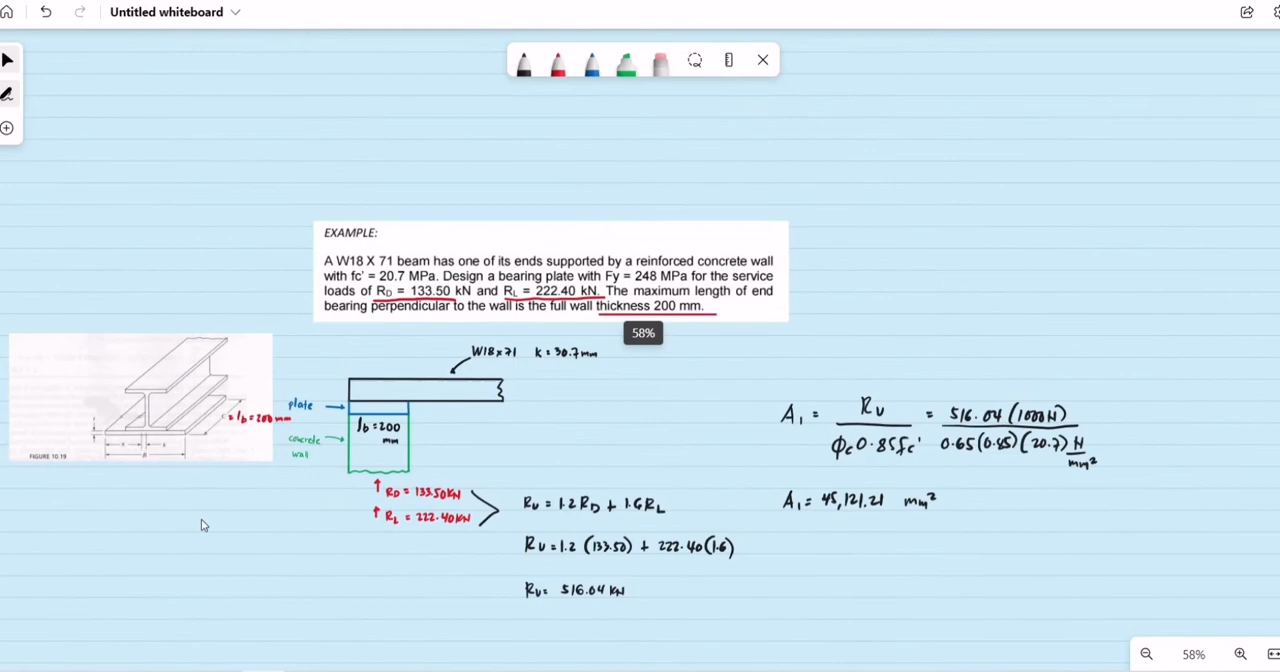 Untitled whiteboard
EXAMPLE:
A W18 X 71 beam has one of its ends supported by a reinforced concrete wall
with fc' = 20.7 MPa. Design a bearing plate with Fy = 248 MPa for the service
loads of RD = 133.50 kN and RL = 222.40 kN. The maximum length of end
bearing perpendicular to the wall is the full wall thickness 200 mm.
58%
W18x71 K = 30.7mm
plate
lb = 200
mm
concrete
wall
= lb = 200 mm
FIGURE 10.19
↑ RD = 133.50KN
↑ RL = 222.40KN
Ru = 1.2RD + 1.6RL
Ru = 1.2 (133.50) + 222.40(1.6)
Ru= 516.04 KN
A1 = Ru / φc0.85fc' = 516.04 (1000N) / 0.65(0.85)(20.7) N/mm²
A1 = 45,121.21 mm²
58%